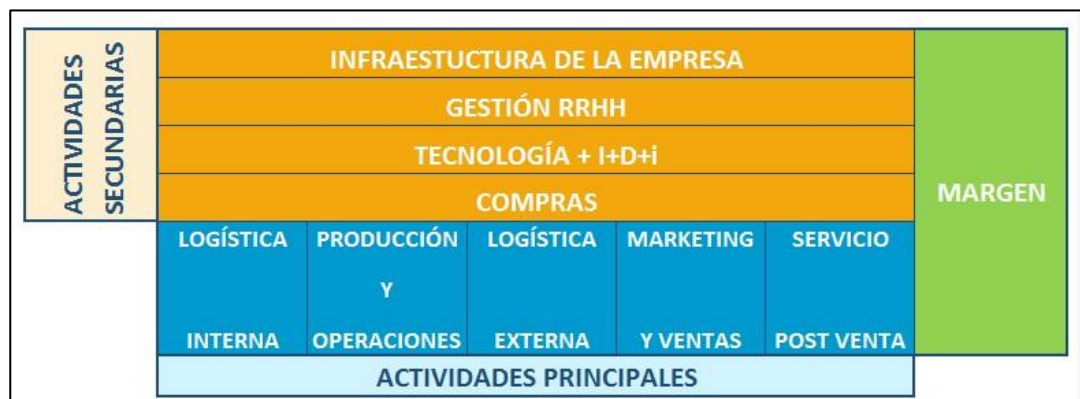 ACTIVIDADES
SECUNDARIAS
INFRAESTUCTURA DE LA EMPRESA
GESTIÓN RRHH
TECNOLOGÍA + I+D+i
COMPRAS
MARGEN
LOGÍSTICA
INTERNA
PRODUCCIÓN
Y
OPERACIONES
LOGÍSTICA
EXTERNA
MARKETING
Y VENTAS
SERVICIO
POST VENTA
ACTIVIDADES PRINCIPALES